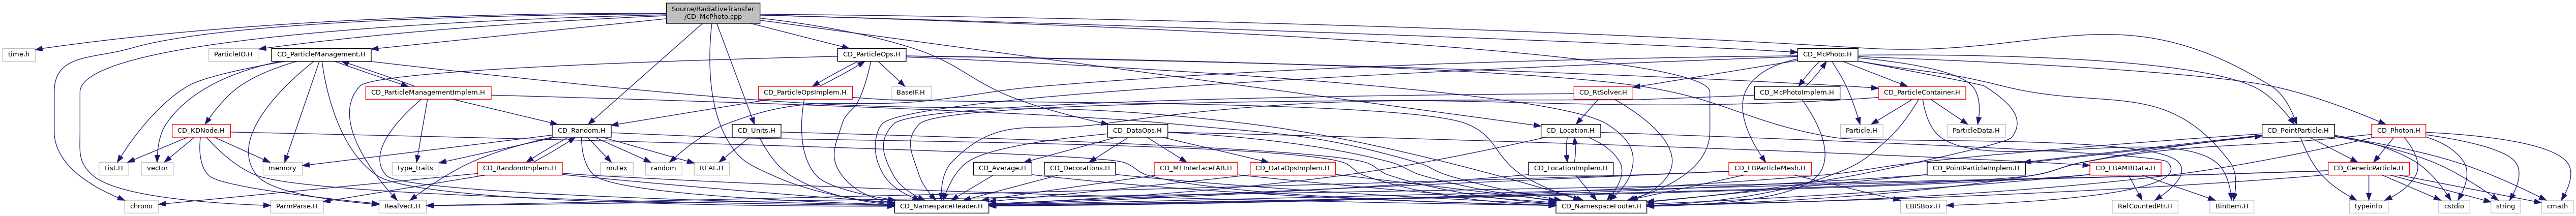 Source/RadiativeTransfer
/CD_McPhoto.cpp
time.h
ParticleIO.H
CD_ParticleManagement.H
CD_ParticleOps.H
CD_McPhoto.H
CD_ParticleManagementImplem.H
CD_ParticleOpsImplem.H
BaseIF.H
CD_RtSolver.H
CD_McPhotoImplem.H
CD_ParticleContainer.H
CD_KDNode.H
CD_Random.H
CD_Units.H
CD_DataOps.H
CD_Location.H
Particle.H
ParticleData.H
CD_PointParticle.H
CD_Photon.H
List.H
vector
memory
type_traits
CD_RandomImplem.H
mutex
random
REAL.H
CD_Average.H
CD_Decorations.H
CD_MFInterfaceFAB.H
CD_DataOpsImplem.H
CD_LocationImplem.H
CD_EBParticleMesh.H
CD_PointParticleImplem.H
CD_EBAMRData.H
CD_GenericParticle.H
chrono
ParmParse.H
RealVect.H
CD_NamespaceHeader.H
CD_NamespaceFooter.H
EBISBox.H
RefCountedPtr.H
BinItem.H
typeinfo
cstdio
string
cmath